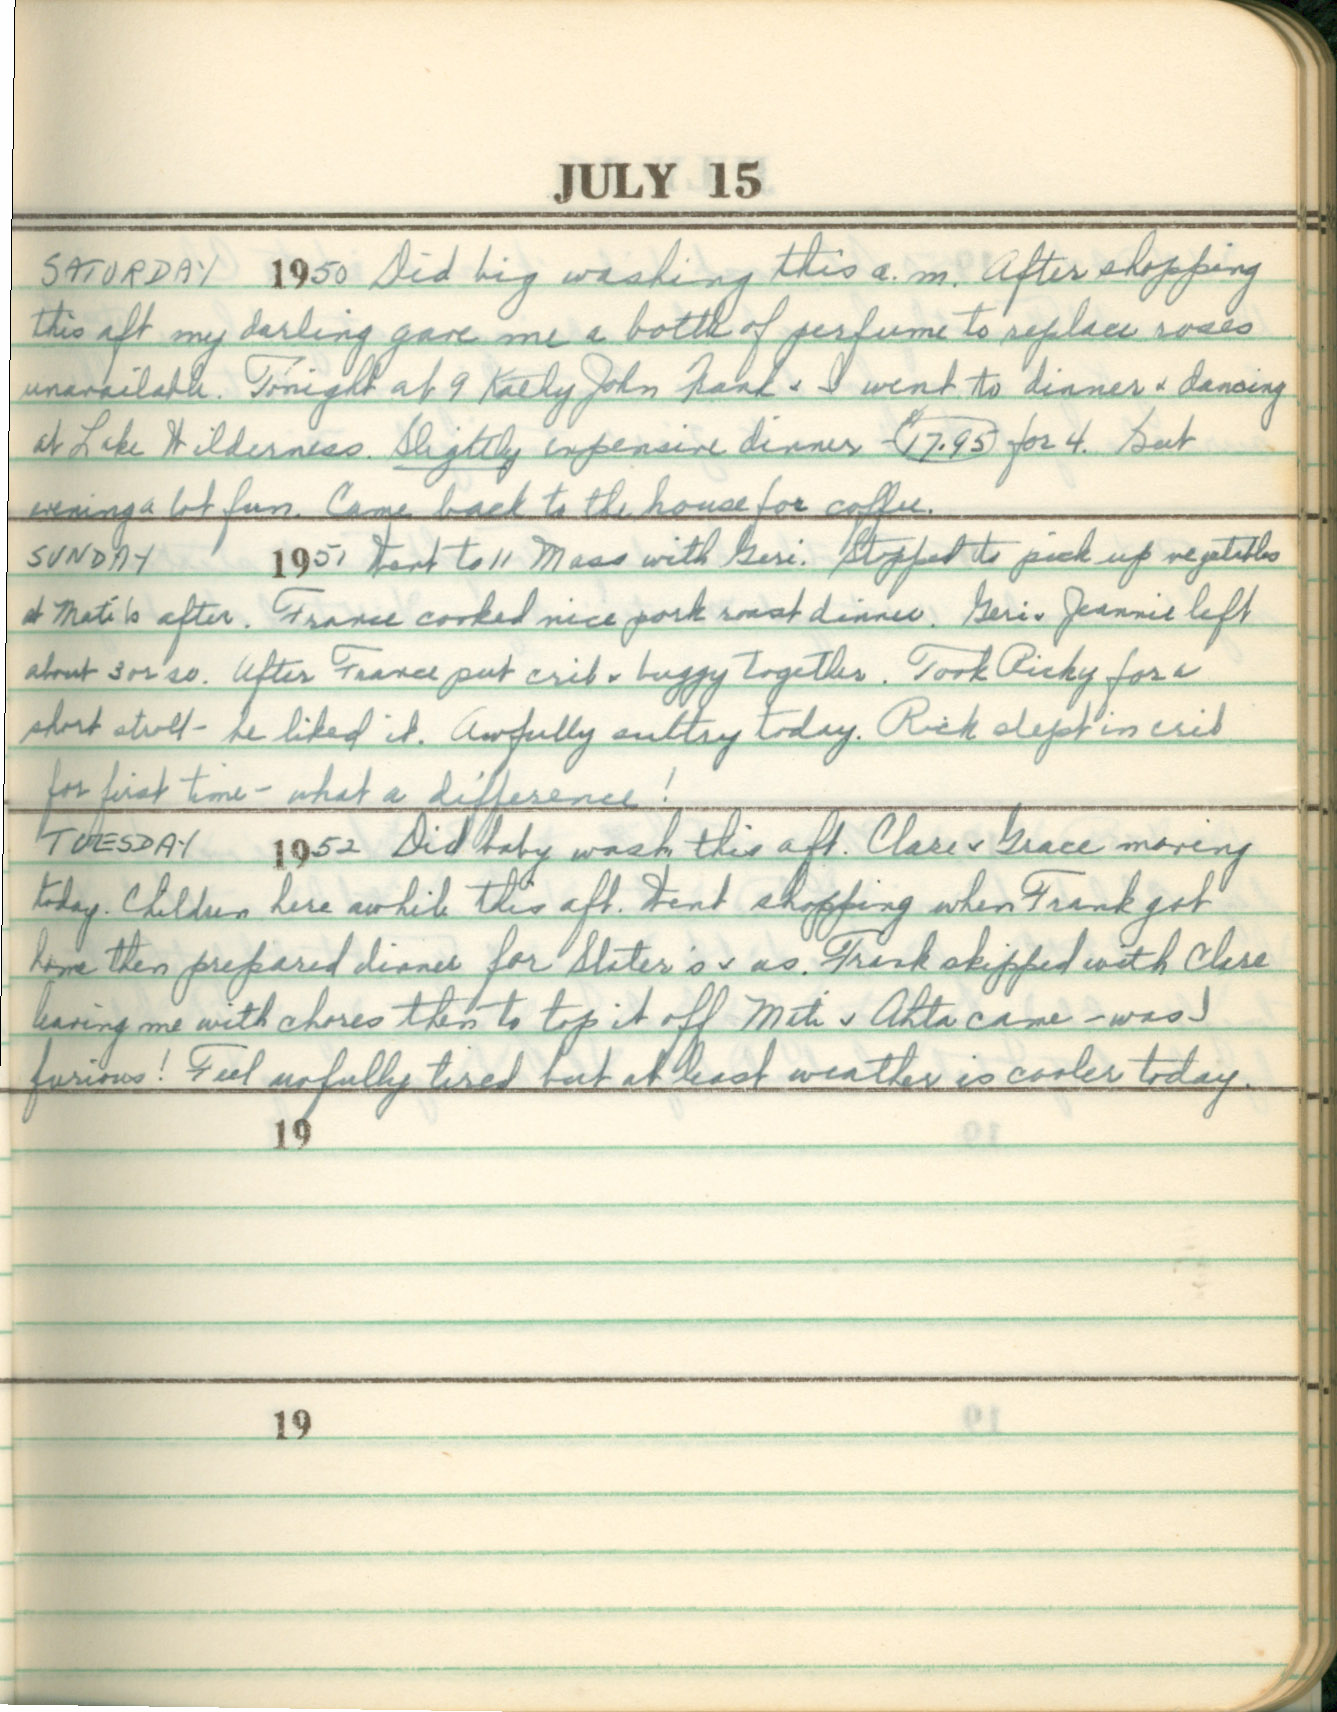 JULY 15
SATURDAY 1950 Did big washing this a.m. After shopping
this aft my darling gave me a bottle of perfume to replace roses
unavailable. Tonight at 9 Kathy John Frank & I went to dinner & dancing
at Lake Wilderness. Slightly expensive dinner - $17.95 for 4. But
evening a lot fun. Came back to the house for coffee.
SUNDAY 1951 Went to 11 Mass with Geri. Stopped to pick up vegetables
at Mati's after. France cooked nice pork roast dinner. Geri & Jeannie left
about 3 or so. After France put crib & buggy together. Took Ricky for a
short stroll - he liked it. Awfully sultry today. Rick slept in crib
for first time - what a difference!
TUESDAY 1952 Did baby wash this aft. Clare & Grace moving
today. Children here awhile this aft. Went shopping when Frank got
home then prepared dinner for Slater's & us. Frank skipped with Clare
leaving me with chores then to top it off Mati & Ahta came - was I
furious! Feel awfully tired but at least weather is cooler today.
19
19